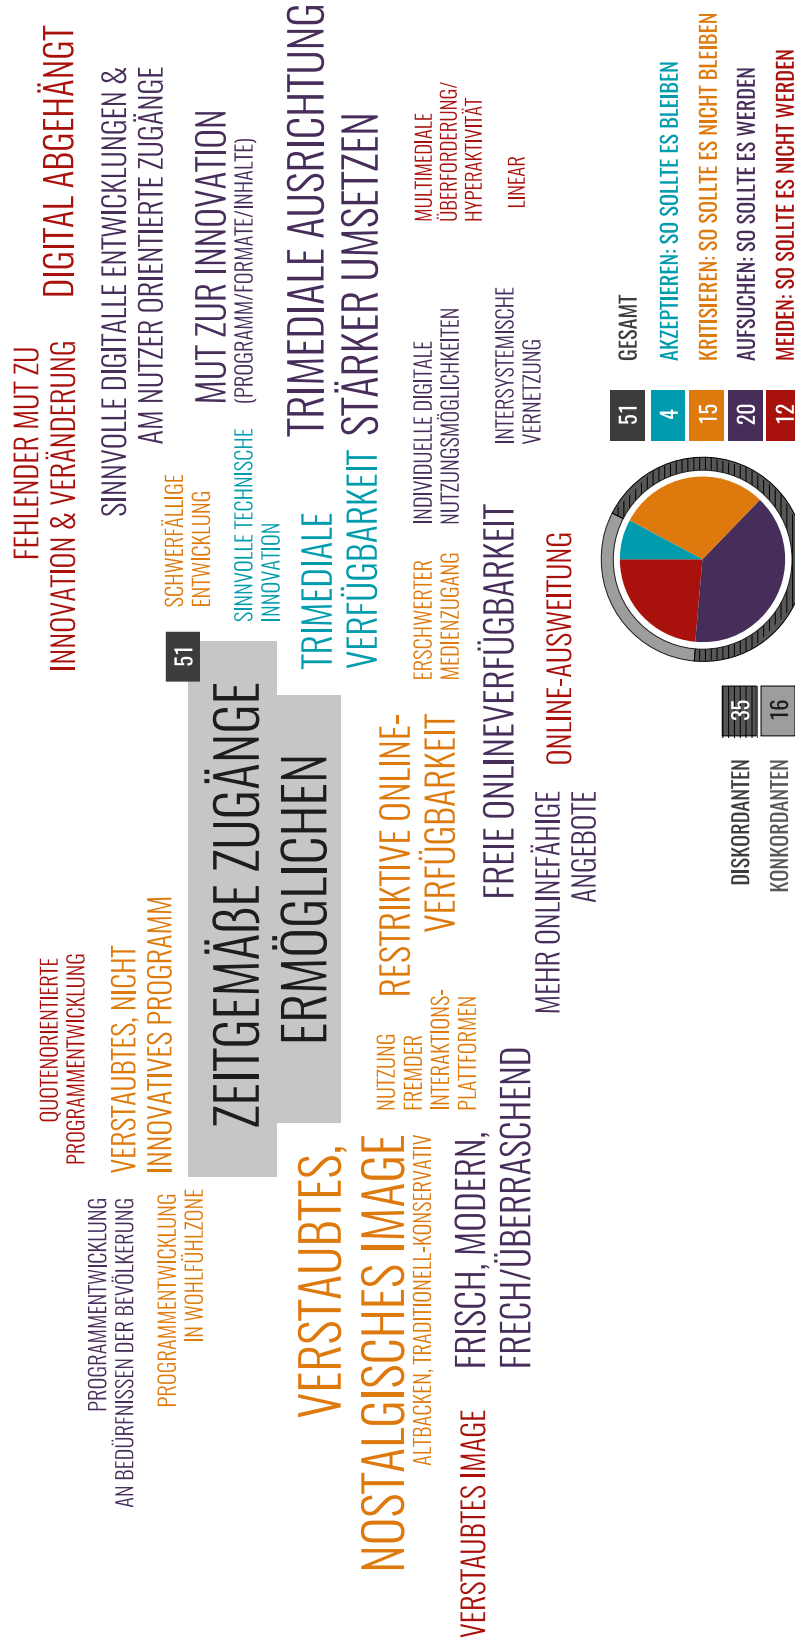 QUOTENORIENTIERTE
PROGRAMMENTWICKLUNG
FEHLENDER MUT ZU
INNOVATION & VERÄNDERUNG
DIGITAL ABGEHÄNGT
PROGRAMMENTWICKLUNG
AN BEDÜRFNISSEN DER BEVÖLKERUNG
VERSTAUBTES, NICHT
INNOVATIVES PROGRAMM
SINNVOLLE DIGITALLE ENTWICKLUNGEN &
AM NUTZER ORIENTIERTE ZUGÄNGE
PROGRAMMENTWICKLUNG
IN WOHLFÜHLZONE
51
SCHWERFÄLLIGE
ENTWICKLUNG
MUT ZUR INNOVATION
(PROGRAMM/FORMATE/INHALTE)
ZEITGEMÄßE ZUGÄNGE
ERMÖGLICHEN
SINNVOLLE TECHNISCHE
INNOVATION
TRIMEDIALE AUSRICHTUNG
STÄRKER UMSETZEN
VERSTAUBTES,
NOSTALGISCHES IMAGE
ALTBACKEN, TRADITIONELL-KONSERVATIV
TRIMEDIALE
VERFÜGBARKEIT
NUTZUNG
FREMDER
INTERAKTIONS-
PLATTFORMEN
RESTRIKTIVE ONLINE-
VERFÜGBARKEIT
ERSCHWERTER
MEDIENZUGANG
INDIVIDUELLE DIGITALE
NUTZUNGSMÖGLICHKEITEN
MULTIMEDIALE
ÜBERFORDERUNG/
HYPERAKTIVITÄT
VERSTAUBTES IMAGE
FRISCH, MODERN,
FRECH/ÜBERRASCHEND
FREIE ONLINEVERFÜGBARKEIT
INTERSYSTEMISCHE
VERNETZUNG
LINEAR
MEHR ONLINEFÄHIGE
ANGEBOTE
ONLINE-AUSWEITUNG
51 GESAMT
4 AKZEPTIEREN: SO SOLLTE ES BLEIBEN
15 KRITISIEREN: SO SOLLTE ES NICHT BLEIBEN
20 AUFSUCHEN: SO SOLLTE ES WERDEN
12 MEIDEN: SO SOLLTE ES NICHT WERDEN
DISKORDANTEN 35
KONKORDANTEN 16